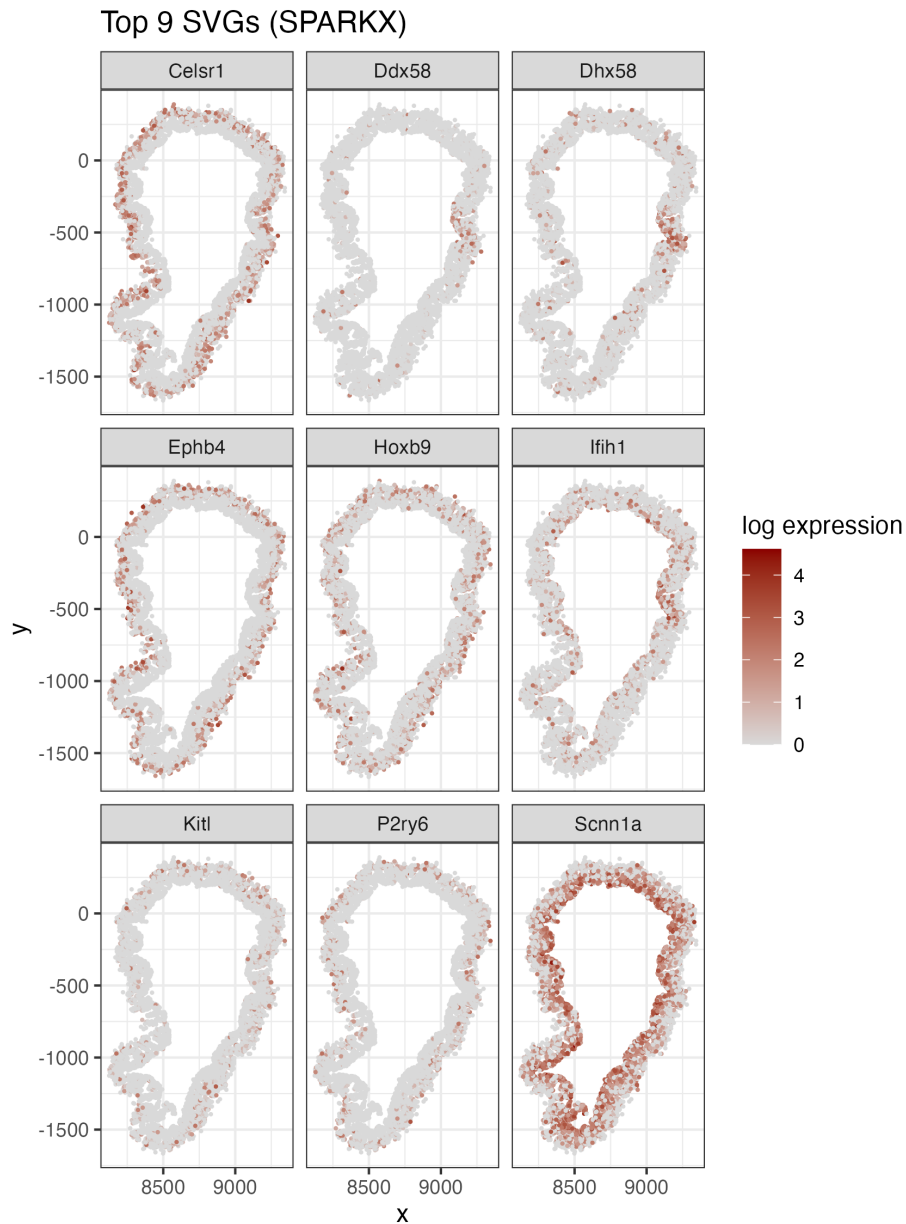 Top 9 SVGs (SPARKX)
Celsr1 Ddx58 Dhx58
0
-500
-1000
-1500
Ephb4 Hoxb9 Ifih1
0
-500
-1000
-1500
y
log expression
4
3
2
1
0
Kitl P2ry6 Scnn1a
0
-500
-1000
-1500
8500 9000 8500 9000 8500 9000
x